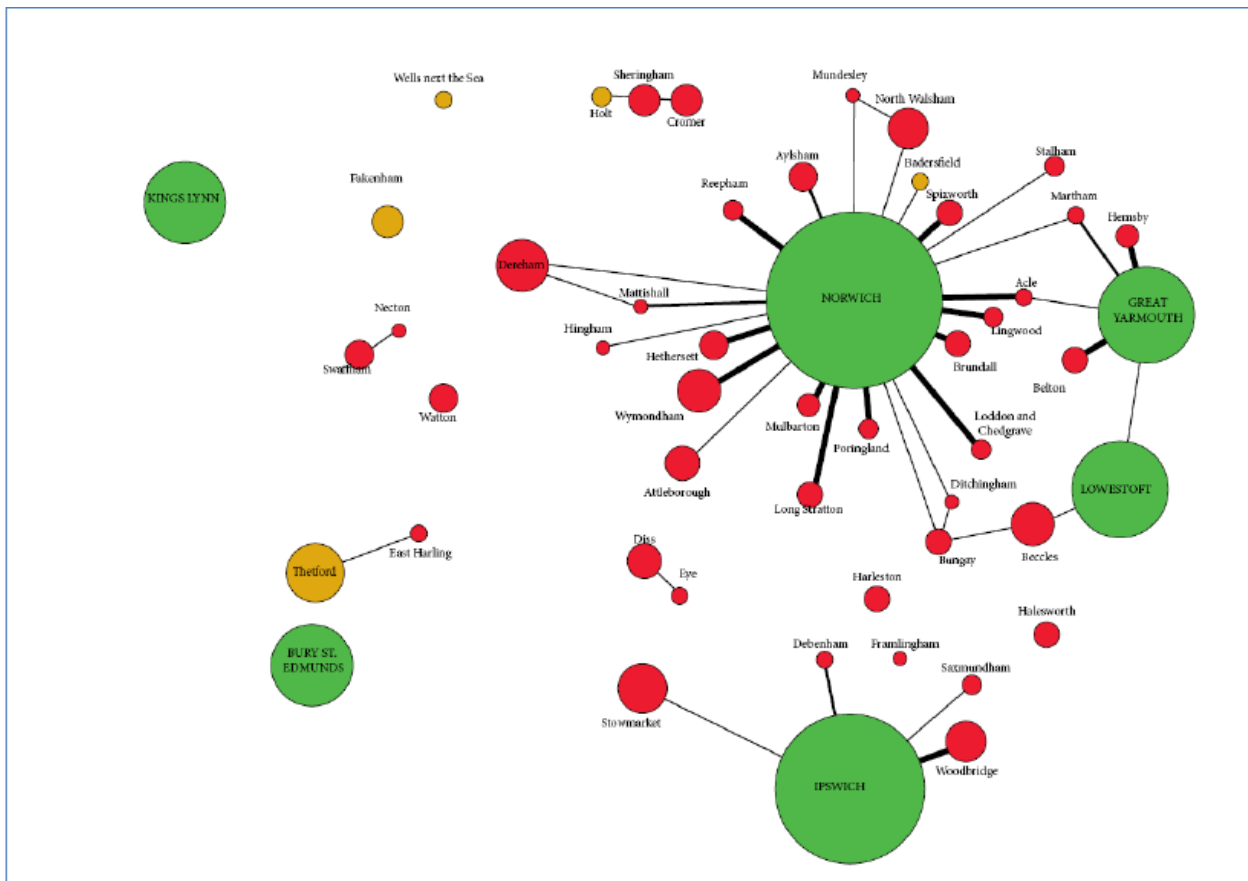 Wells next the Sea
Sheringham
Holt
Cromer
Mundesley
North Walsham
KINGS LYNN
Fakenham
Aylsham
Badersfield
Stalham
Reepham
Spixworth
Martham
Hemsby
Dereham
Mattishall
NORWICH
Acle
GREAT
YARMOUTH
Necton
Hingham
Lingwood
Swaffham
Hethersett
Brundall
Watton
Wymondham
Belton
Mulbarton
Poringland
Loddon and
Chedgrave
Attleborough
Long Stratton
Ditchingham
LOWESTOFT
East Harling
Diss
Bungay
Beccles
Thetford
Eye
Harleston
Halesworth
BURY ST.
EDMUNDS
Debenham
Framlingham
Saxmundham
Stowmarket
Woodbridge
IPSWICH